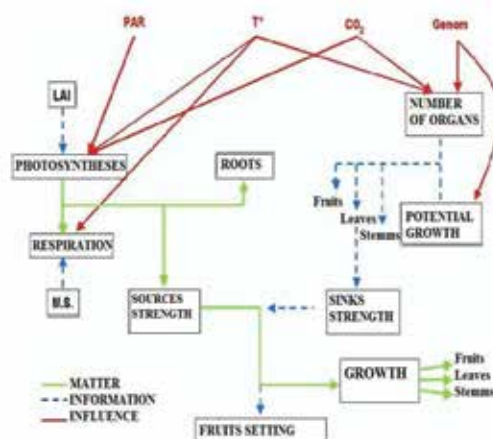 PAR T° CO₂ Genom
LAI
NUMBER
OF ORGANS
PHOTOSYNTHESES
ROOTS
Fruits
Leaves
Stemms
POTENTIAL
GROWTH
RESPIRATION
M.S.
SOURCES
STRENGTH
SINKS
STRENGTH
GROWTH
Fruits
Leaves
Stemms
MATTER
INFORMATION
INFLUENCE
FRUITS SETTING